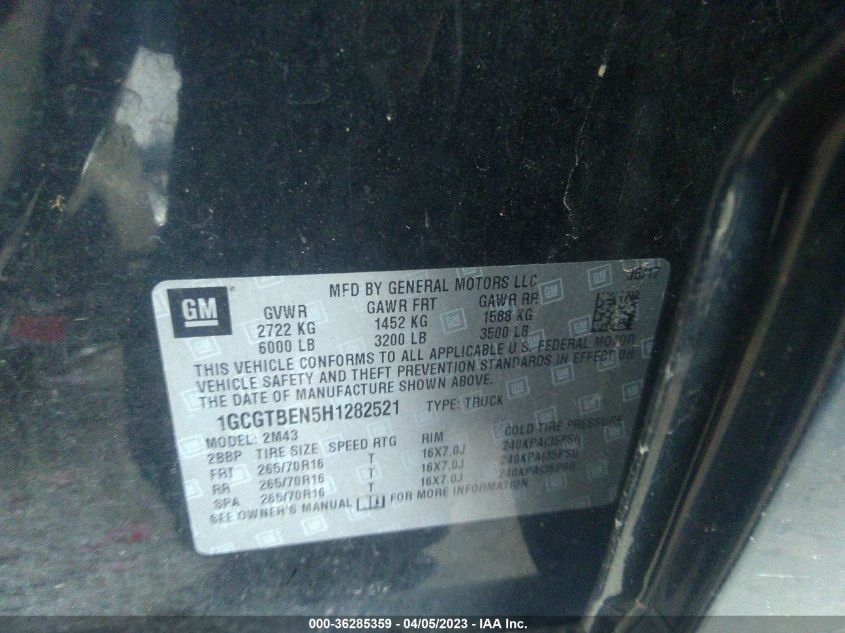 GM
MFD BY GENERAL MOTORS LLC
GVWR GAWR FRT GAWR RR
2722 KG 1452 KG 1588 KG
6000 LB 3200 LB 3500 LB
THIS VEHICLE CONFORMS TO ALL APPLICABLE U.S. FEDERAL MOTOR
VEHICLE SAFETY AND THEFT PREVENTION STANDARDS IN EFFECT ON
THE DATE OF MANUFACTURE SHOWN ABOVE.
1GCGTBEN5H1282521 TYPE: TRUCK
MODEL: 2M43
2BBP TIRE SIZE SPEED RTG RIM COLD TIRE PRESSURE
FRT 265/70R16 T 16X7.0J 240KPA(35PSI)
RR 265/70R16 T 16X7.0J 240KPA(35PSI)
SPA 265/70R16 T 16X7.0J 240KPA(35PSI)
SEE OWNER'S MANUAL FOR MORE INFORMATION
000-36285359 - 04/05/2023 - IAA Inc.